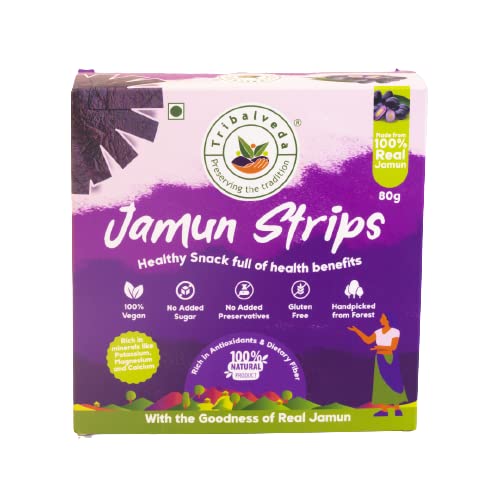 Tribalveda
®
Preserving the tradition
Made from
100%
Real
Jamun
80g
Jamun Strips
Healthy Snack full of health benefits
100%
Vegan
No Added
Sugar
No Added
Preservatives
Gluten
Free
Handpicked
from Forest
Rich in
minerals like
Potassium,
Magnesium
and Calcium
Rich in Antioxidants & Dietary Fiber
100%
NATURAL
PRODUCT
With the Goodness of Real Jamun